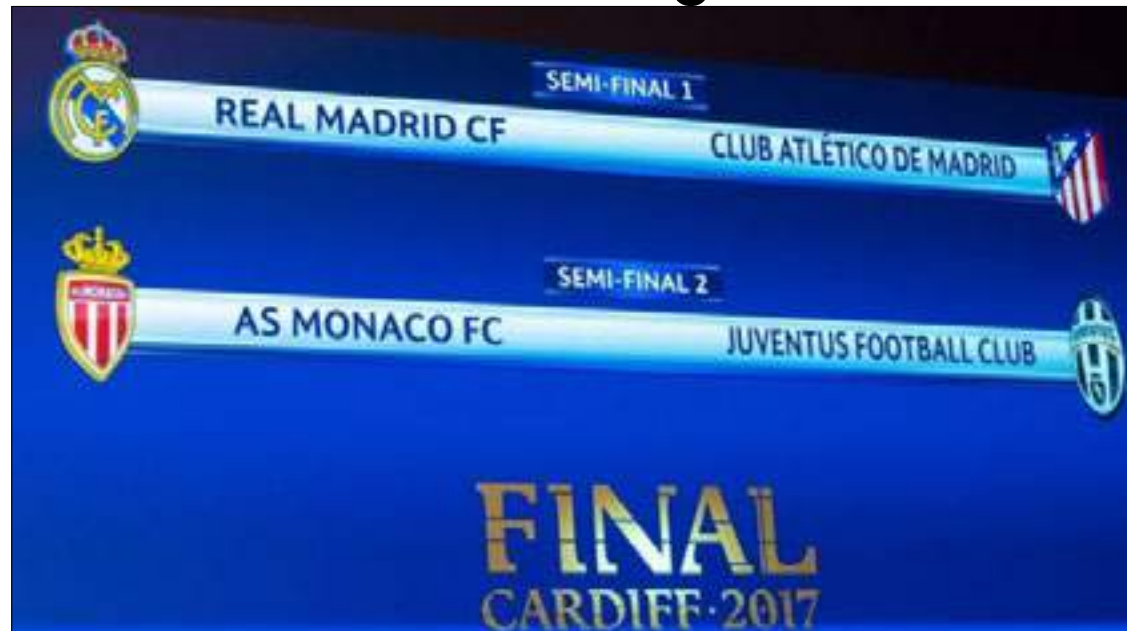 SEMI-FINAL 1
REAL MADRID CF
CLUB ATLÉTICO DE MADRID
SEMI-FINAL 2
AS MONACO FC
JUVENTUS FOOTBALL CLUB
FINAL
CARDIFF·2017